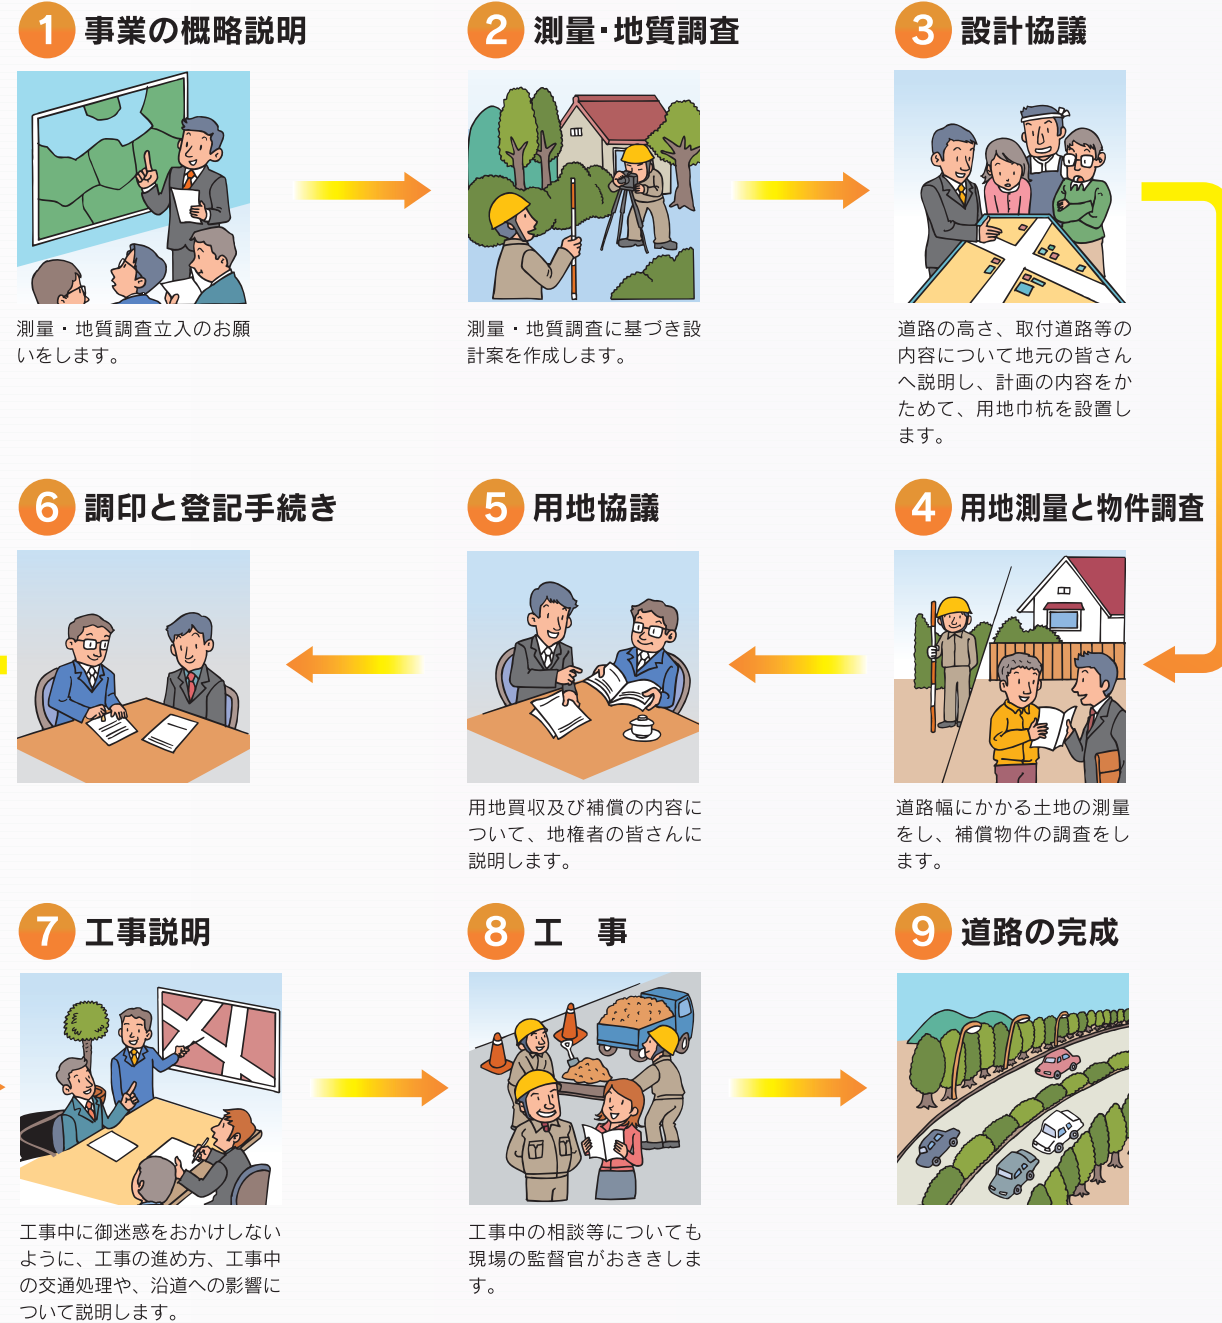 1 事業の概略説明
測量・地質調査立入のお願
いをします。
2 測量・地質調査
測量・地質調査に基づき設
計案を作成します。
3 設計協議
道路の高さ、取付道路等の
内容について地元の皆さん
へ説明し、計画の内容をか
ためて、用地巾杭を設置し
ます。
4 用地測量と物件調査
道路幅にかかる土地の測量
をし、補償物件の調査をし
ます。
5 用地協議
用地買収及び補償の内容に
ついて、地権者の皆さんに
説明します。
6 調印と登記手続き
7 工事説明
工事中に御迷惑をおかけしない
ように、工事の進め方、工事中
の交通処理や、沿道への影響に
ついて説明します。
8 工　事
工事中の相談等についても
現場の監督官がおききしま
す。
9 道路の完成